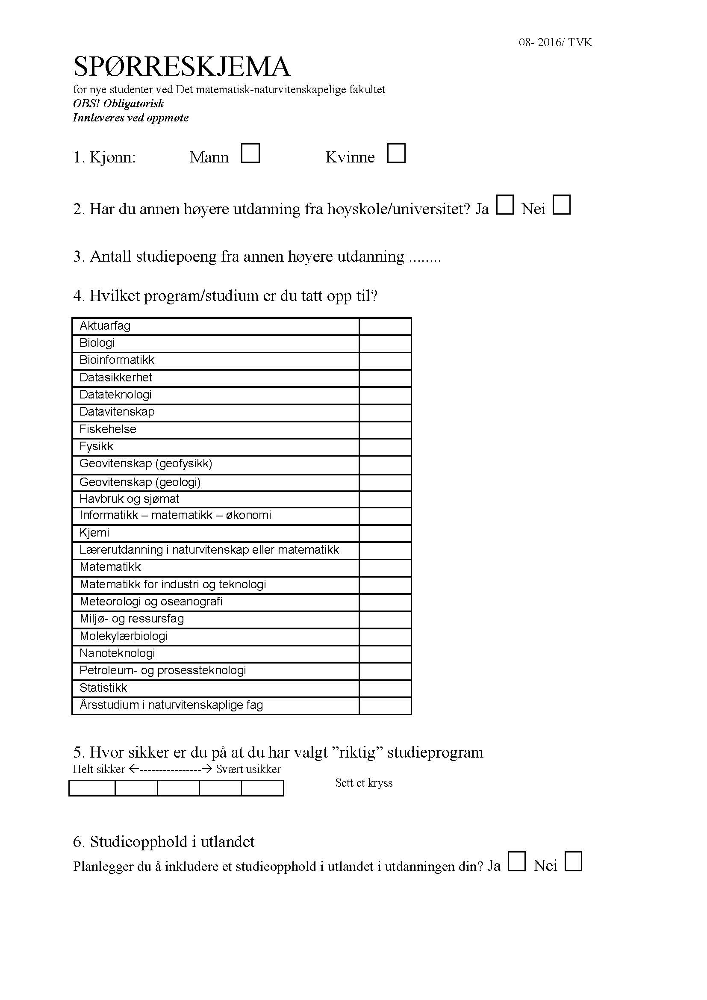 08- 2016/ TVK
SPØRRESKJEMA
for nye studenter ved Det matematisk-naturvitenskapelige fakultet
OBS! Obligatorisk
Innleveres ved oppmøte
1. Kjønn: Mann Kvinne
2. Har du annen høyere utdanning fra høyskole/universitet? Ja Nei
3. Antall studiepoeng fra annen høyere utdanning ........
4. Hvilket program/studium er du tatt opp til?
Aktuarfag
Biologi
Bioinformatikk
Datasikkerhet
Datateknologi
Datavitenskap
Fiskehelse
Fysikk
Geovitenskap (geofysikk)
Geovitenskap (geologi)
Havbruk og sjømat
Informatikk – matematikk – økonomi
Kjemi
Lærerutdanning i naturvitenskap eller matematikk
Matematikk
Matematikk for industri og teknologi
Meteorologi og oseanografi
Miljø- og ressursfag
Molekylærbiologi
Nanoteknologi
Petroleum- og prosessteknologi
Statistikk
Årsstudium i naturvitenskaplige fag
5. Hvor sikker er du på at du har valgt ”riktig” studieprogram
Helt sikker ←----------------→ Svært usikker
Sett et kryss
6. Studieopphold i utlandet
Planlegger du å inkludere et studieopphold i utlandet i utdanningen din? Ja Nei